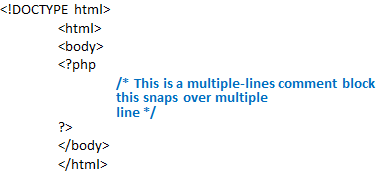 <!DOCTYPE html>
<html>
<body>
<?php
/* This is a multiple-lines comment block
this snaps over multiple
line */
?>
</body>
</html>